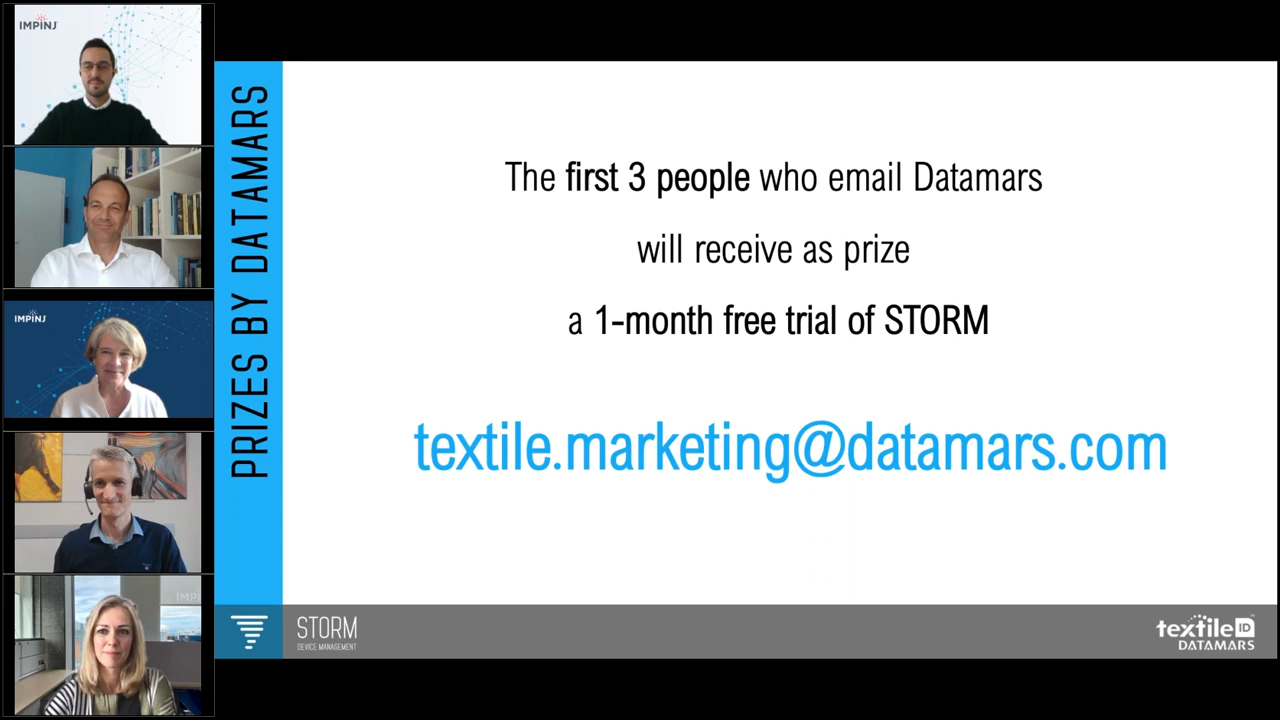 IMPINJ
IMPINJ
IMPINJ
PRIZES BY DATAMARS
The first 3 people who email Datamars
will receive as prize
a 1-month free trial of STORM
textile.marketing@datamars.com
STORM
DEVICE MANAGEMENT
textile ID
DATAMARS